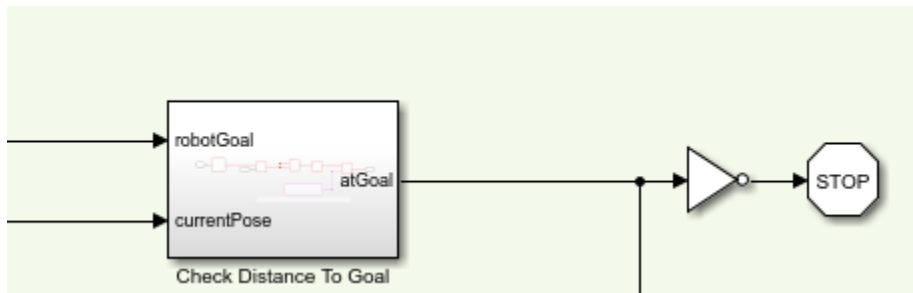 robotGoal
atGoal
currentPose
Check Distance To Goal
STOP